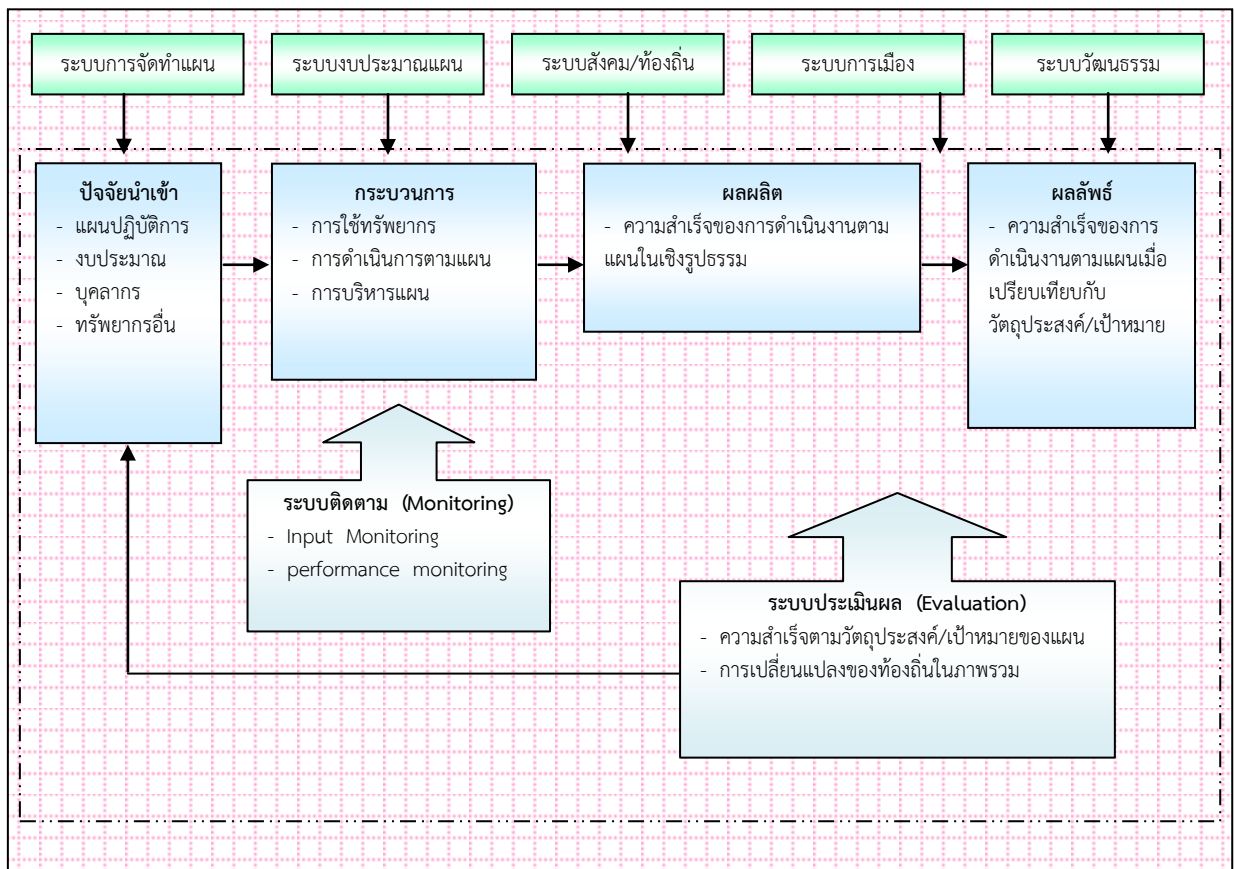 ระบบการจัดทำแผน
ระบบงบประมาณแผน
ระบบสังคม/ท้องถิ่น
ระบบการเมือง
ระบบวัฒนธรรม
ปัจจัยนำเข้า
- แผนปฏิบัติการ
- งบประมาณ
- บุคลากร
- ทรัพยากรอื่น
กระบวนการ
- การใช้ทรัพยากร
- การดำเนินการตามแผน
- การบริหารแผน
ผลผลิต
- ความสำเร็จของการดำเนินงานตาม
แผนในเชิงรูปธรรม
ผลลัพธ์
- ความสำเร็จของการ
ดำเนินงานตามแผนเมื่อ
เปรียบเทียบกับ
วัตถุประสงค์/เป้าหมาย
ระบบติดตาม (Monitoring)
- Input Monitoring
- performance monitoring
ระบบประเมินผล (Evaluation)
- ความสำเร็จตามวัตถุประสงค์/เป้าหมายของแผน
- การเปลี่ยนแปลงของท้องถิ่นในภาพรวม